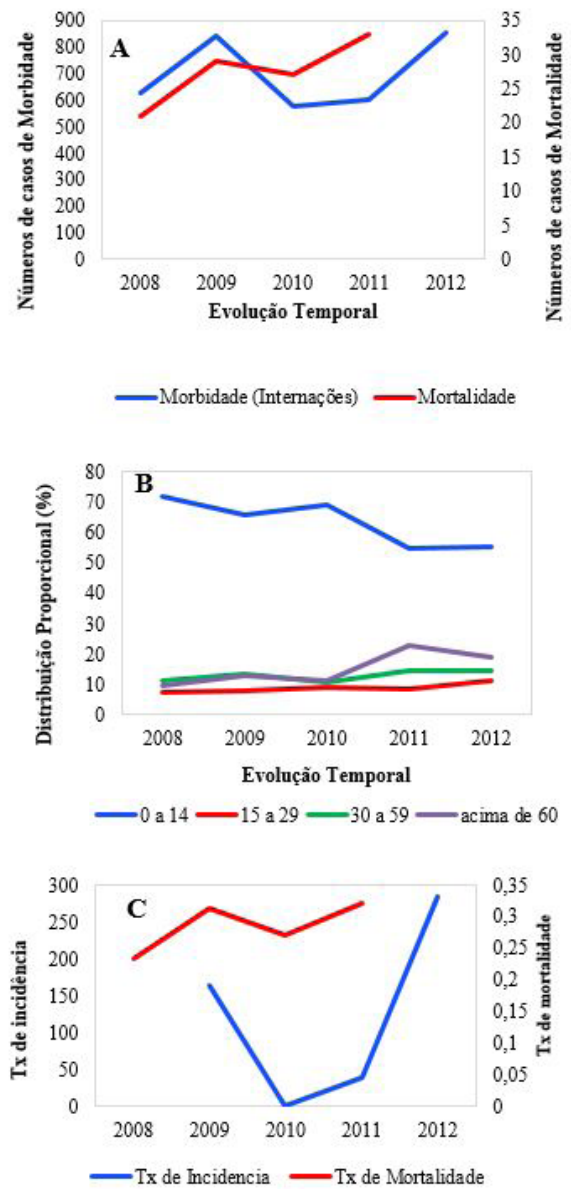 A
Números de casos de Morbidade
900
800
700
600
500
400
300
200
100
0
35
30
25
20
15
10
5
0
Números de casos de Mortalidade
2008 2009 2010 2011 2012
Evolução Temporal
Morbidade (Internações) Mortalidade
B
Distribuição Proporcional (%)
80
70
60
50
40
30
20
10
0
2008 2009 2010 2011 2012
Evolução Temporal
0 a 14 15 a 29 30 a 59 acima de 60
C
Tx de incidência
300
250
200
150
100
50
0
0,35
0,3
0,25
0,2
0,15
0,1
0,05
0
Tx de mortalidade
2008 2009 2010 2011 2012
Tx de Incidencia Tx de Mortalidade